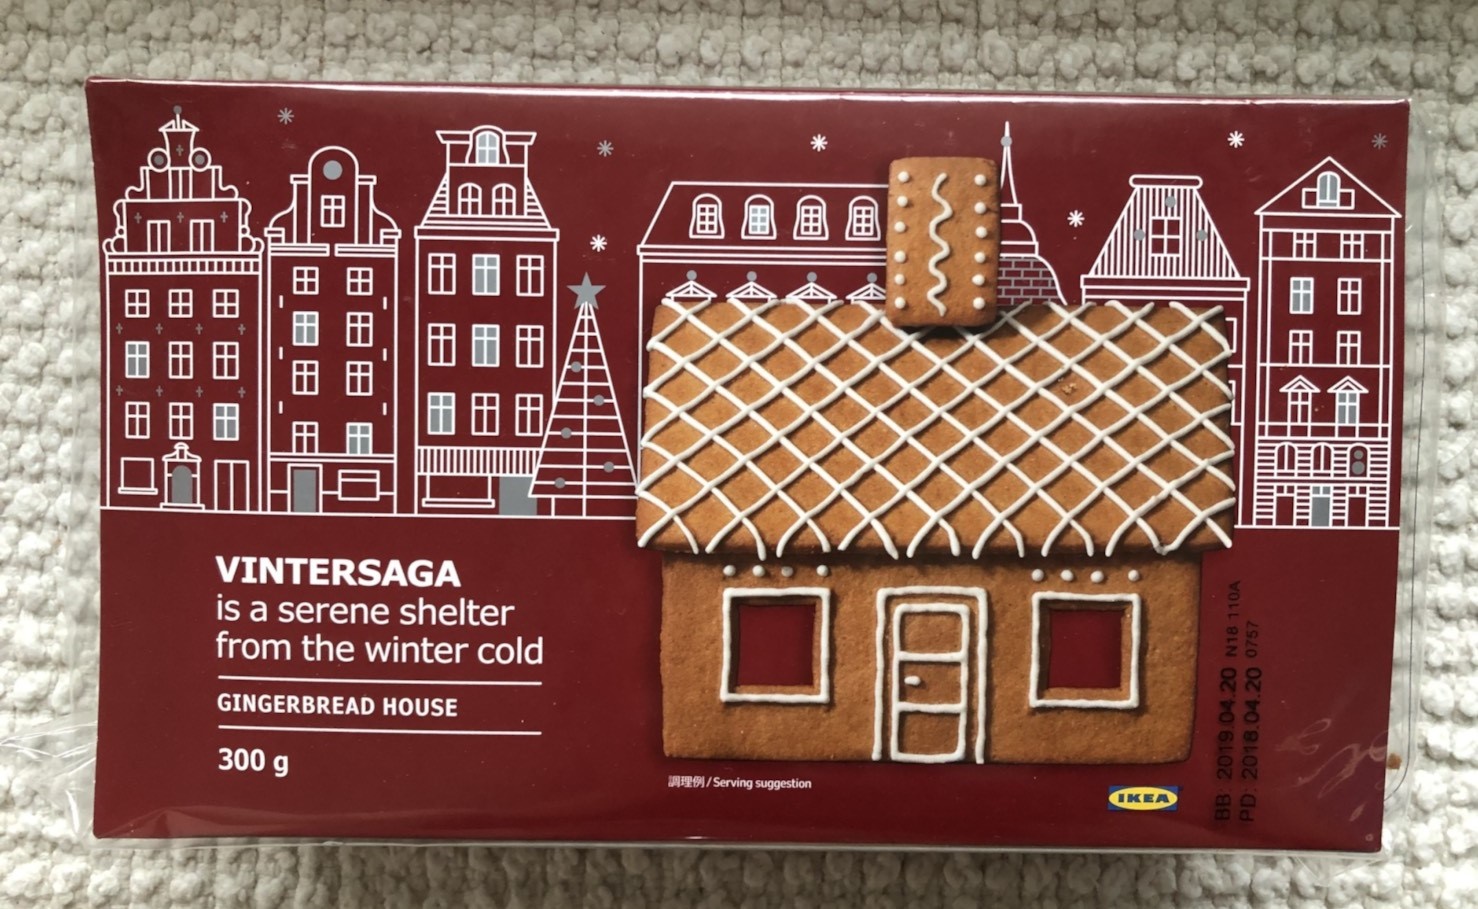 VINTERSAGA
is a serene shelter
from the winter cold
GINGERBREAD HOUSE
300 g
調理例 / Serving suggestion
IKEA
BB: 2019.04.20 N18 110A
PD: 2018.04.20 0757